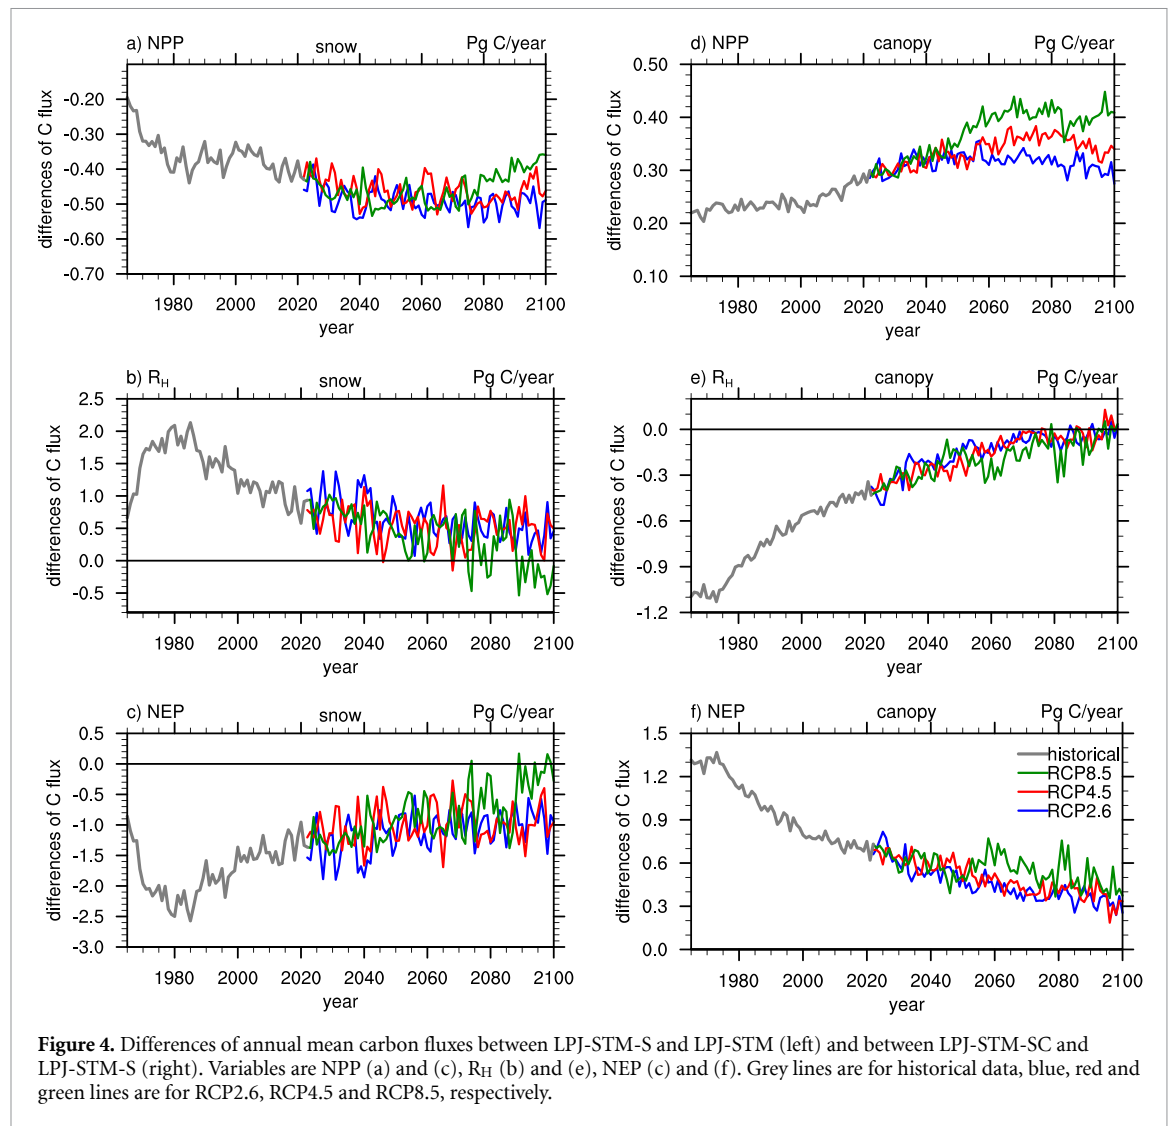 a) NPP snow Pg C/year
differences of C flux
-0.20
-0.30
-0.40
-0.50
-0.60
-0.70
1980 2000 2020 2040 2060 2080 2100
year
d) NPP canopy Pg C/year
differences of C flux
0.50
0.40
0.30
0.20
0.10
1980 2000 2020 2040 2060 2080 2100
year
b) RH snow Pg C/year
differences of C flux
2.5
2.0
1.5
1.0
0.5
0.0
-0.5
1980 2000 2020 2040 2060 2080 2100
year
e) RH canopy Pg C/year
differences of C flux
0.0
-0.3
-0.6
-0.9
-1.2
1980 2000 2020 2040 2060 2080 2100
year
c) NEP snow Pg C/year
differences of C flux
0.5
0.0
-0.5
-1.0
-1.5
-2.0
-2.5
-3.0
1980 2000 2020 2040 2060 2080 2100
year
f) NEP canopy Pg C/year
differences of C flux
1.5
1.2
0.9
0.6
0.3
0.0
historical
RCP8.5
RCP4.5
RCP2.6
1980 2000 2020 2040 2060 2080 2100
year
Figure 4. Differences of annual mean carbon fluxes between LPJ-STM-S and LPJ-STM (left) and between LPJ-STM-SC and
LPJ-STM-S (right). Variables are NPP (a) and (c), RH (b) and (e), NEP (c) and (f). Grey lines are for historical data, blue, red and
green lines are for RCP2.6, RCP4.5 and RCP8.5, respectively.